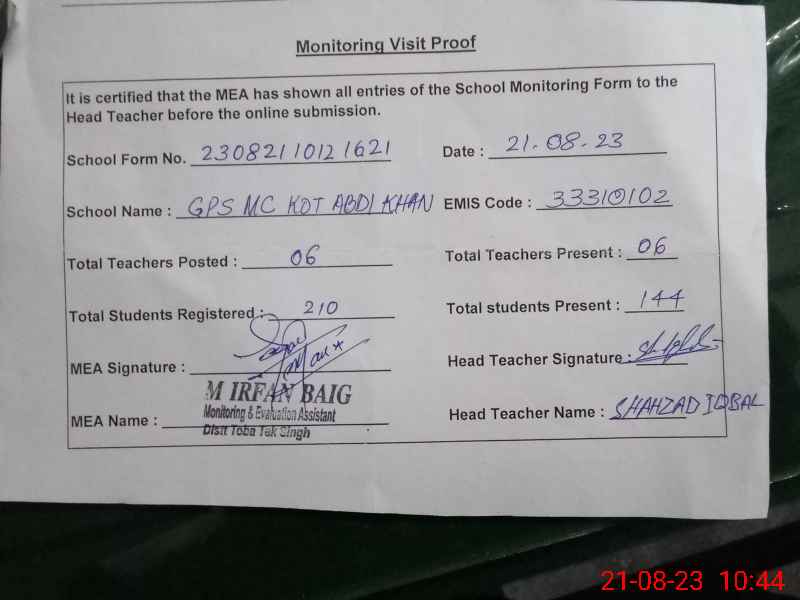 Monitoring Visit Proof
It is certified that the MEA has shown all entries of the School Monitoring Form to the
Head Teacher before the online submission.
School Form No. 23082110121621 Date : 21.08.23
School Name : GPS MC KOT ABDI KHAN EMIS Code : 33310102
Total Teachers Posted : 06 Total Teachers Present : 06
Total Students Registered : 210 Total students Present : 144
MEA Signature : Head Teacher Signature :
M IRFAN BAIG
Monitoring & Evaluation Assistant
MEA Name : Head Teacher Name : SHAHZAD IQBAL
Distt Toba Tak Singh
21-08-23 10:44